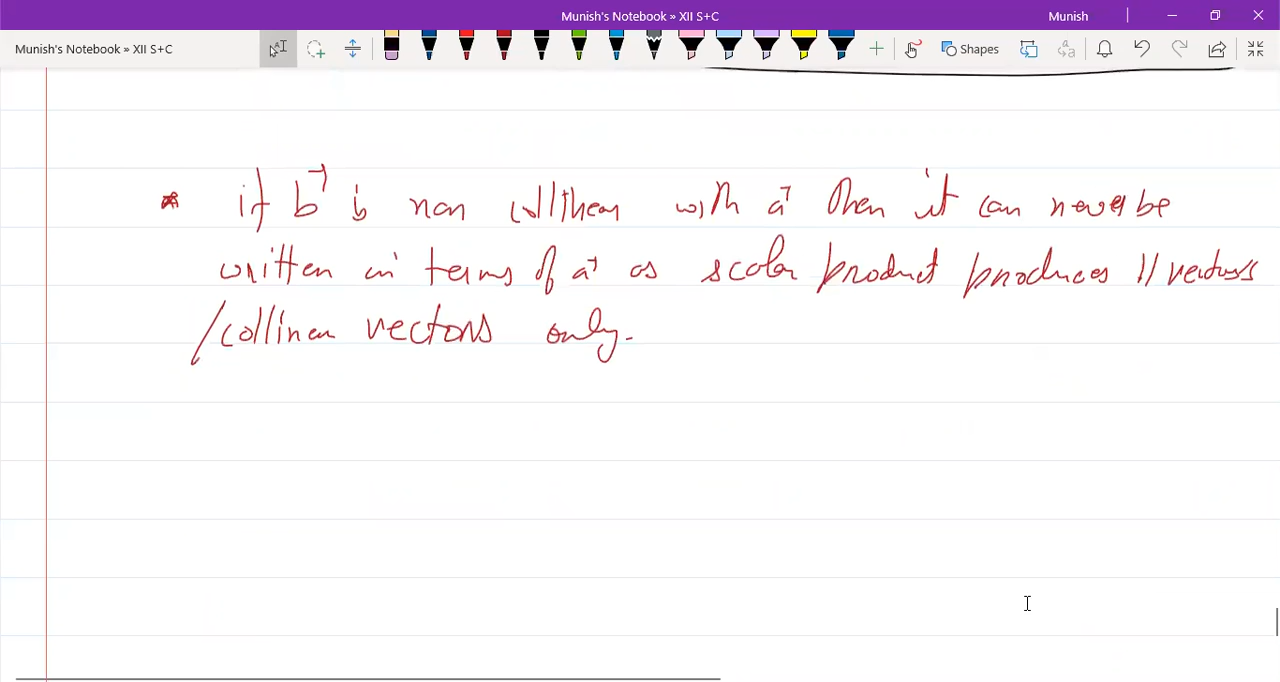 Munish's Notebook » XII S+C
Munish
Munish's Notebook » XII S+C
Shapes
* if b⃗ is non collinear with a⃗ then it can never be
written in terms of a⃗ as scalar product produces // vectors
/collinear vectors only.